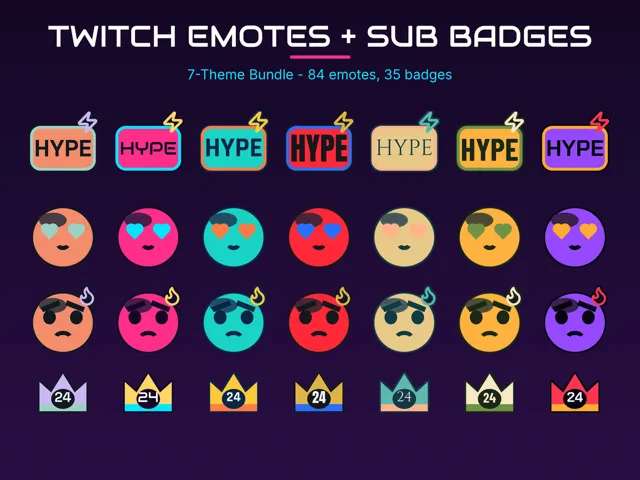 TWITCH EMOTES + SUB BADGES
7-Theme Bundle - 84 emotes, 35 badges
HYPE HYPE HYPE HYPE HYPE HYPE HYPE
24 24 24 24 24 24 24